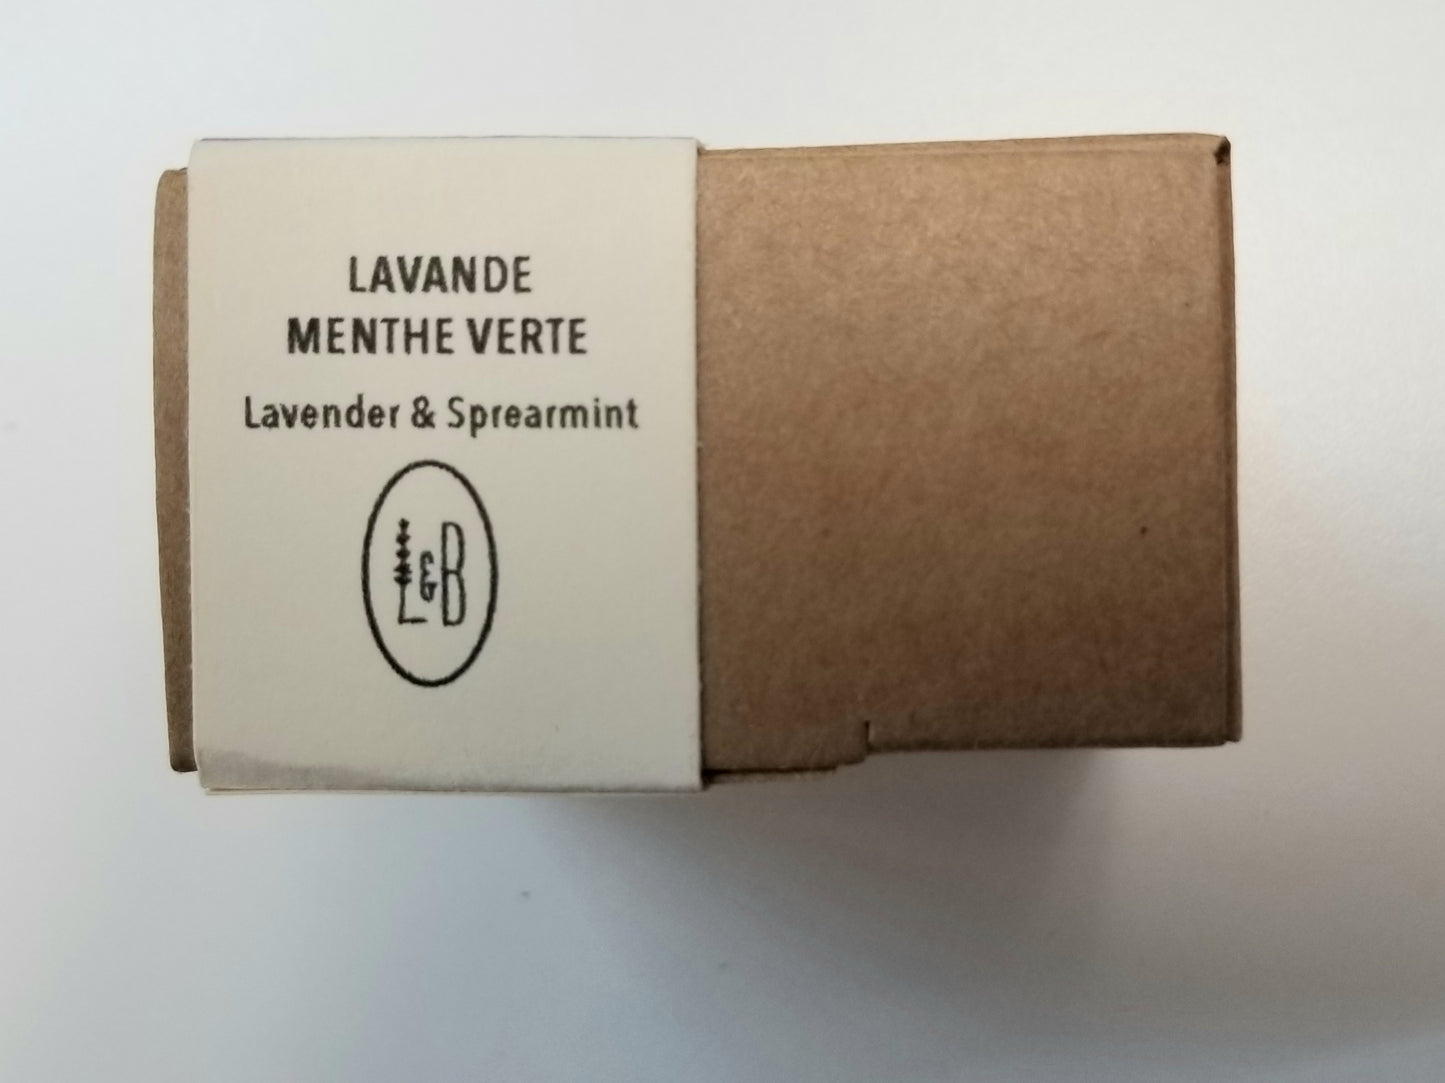 LAVANDE
MENTHE VERTE
Lavender & Sprearmint
L&B